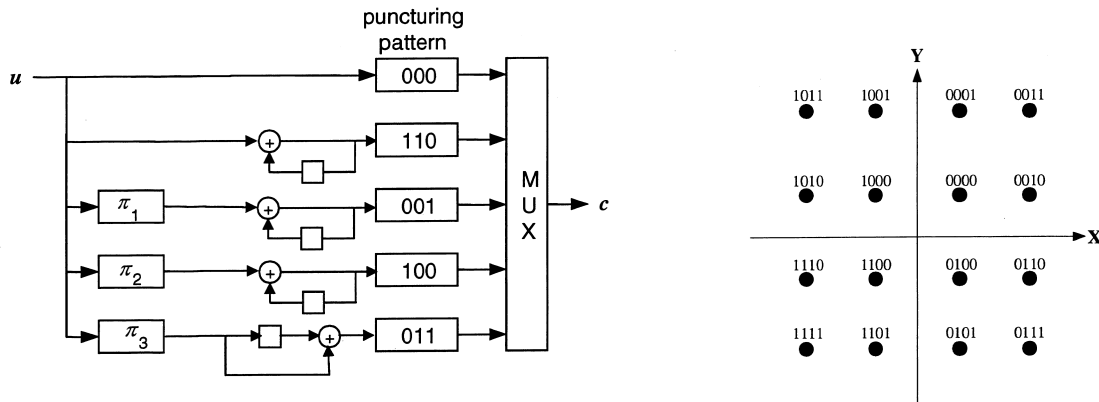 puncturing
pattern
u
000
+
110
π1
+
001
M
U
X
c
π2
+
100
π3
+
011
Y
1011 1001 0001 0011
1010 1000 0000 0010
X
1110 1100 0100 0110
1111 1101 0101 0111